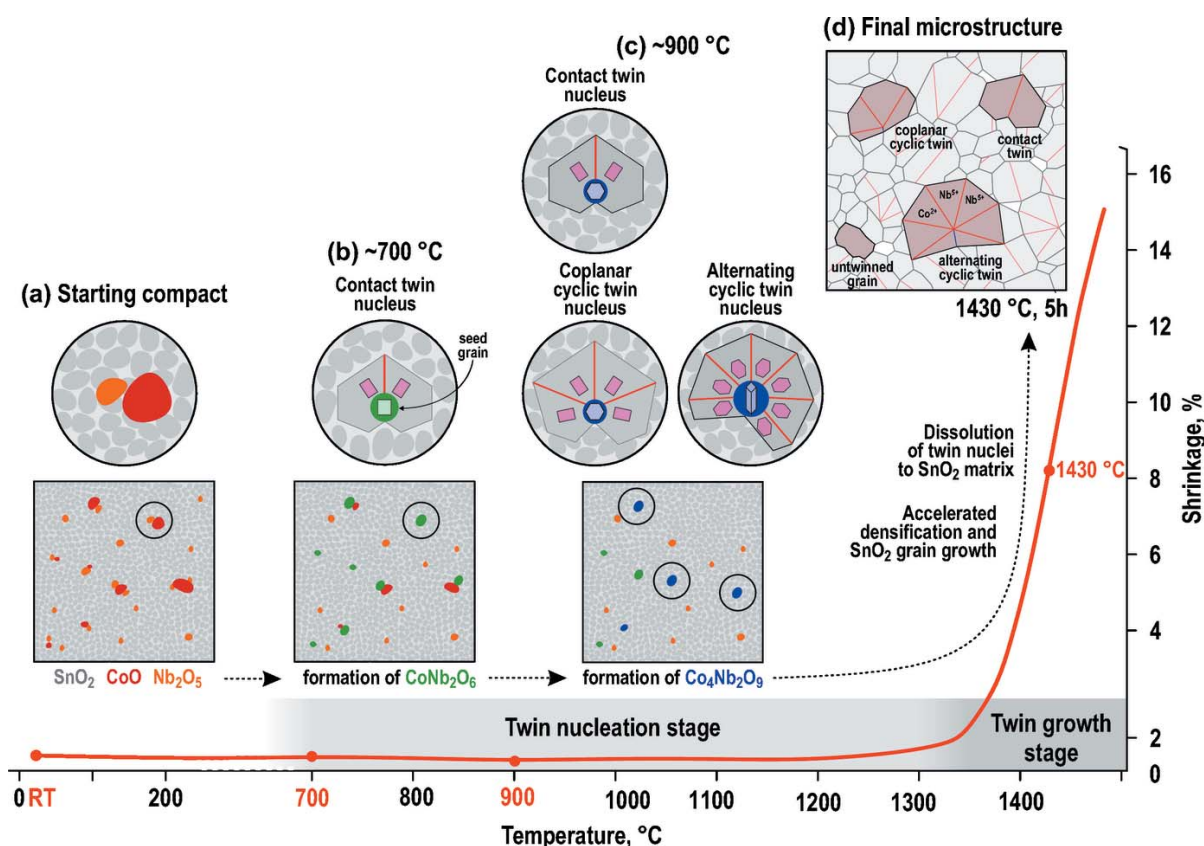 (a) Starting compact
(b) ~700 °C
Contact twin
nucleus
seed
grain
(c) ~900 °C
Contact twin
nucleus
Coplanar
cyclic twin
nucleus
Alternating
cyclic twin
nucleus
(d) Final microstructure
coplanar
cyclic twin
contact
twin
Nb⁵⁺
Nb⁵⁺
Co²⁺
untwinned
grain
alternating
cyclic twin
1430 °C, 5h
Dissolution
of twin nuclei
to SnO₂ matrix
Accelerated
densification and
SnO₂ grain growth
1430 °C
SnO₂ CoO Nb₂O₅
formation of CoNb₂O₆
formation of Co₄Nb₂O₉
Twin nucleation stage
Twin growth
stage
16
14
12
10
8
6
4
2
0
Shrinkage, %
0 RT 200 700 800 900 1000 1100 1200 1300 1400
Temperature, °C